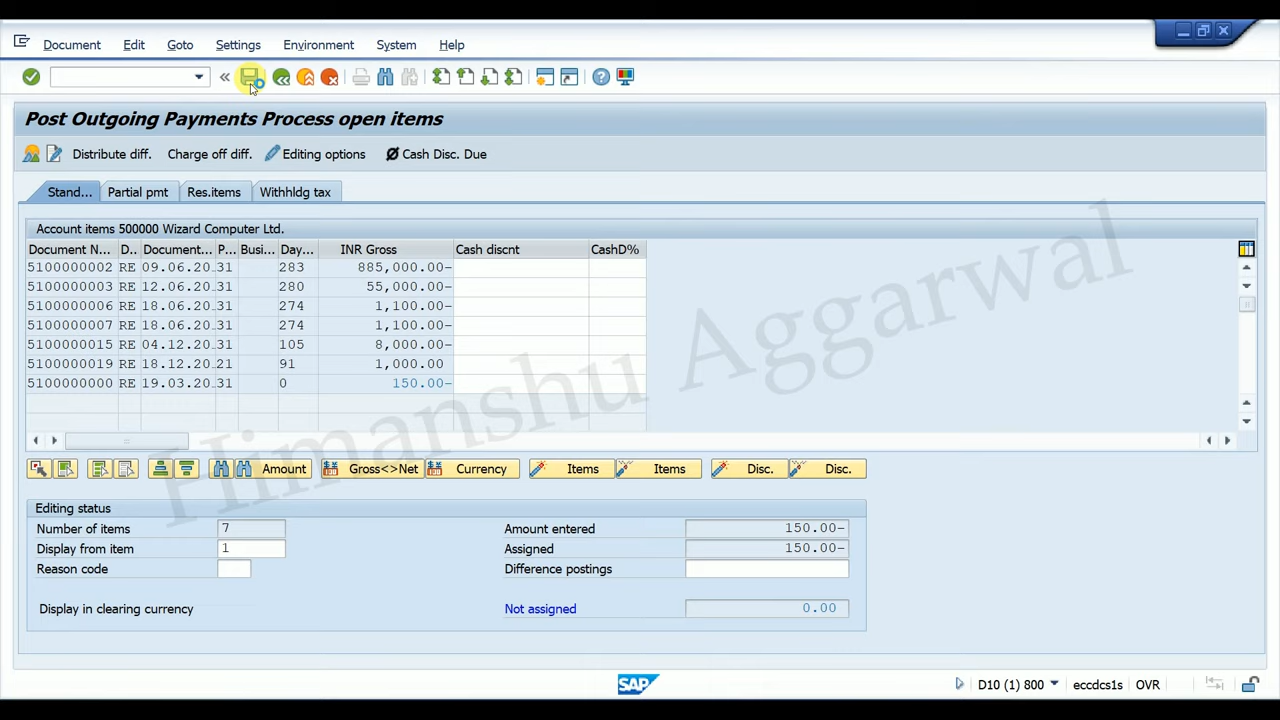 Document Edit Goto Settings Environment System Help
Post Outgoing Payments Process open items
Distribute diff. Charge off diff. Editing options Cash Disc. Due
Stand... Partial pmt Res.items Withhldg tax
Account items 500000 Wizard Computer Ltd.
Document N... D.. Document... P... Busi... Day... INR Gross Cash discnt CashD%
5100000002 RE 09.06.20.. 31 283 885,000.00-
5100000003 RE 12.06.20.. 31 280 55,000.00-
5100000006 RE 18.06.20.. 31 274 1,100.00-
5100000007 RE 18.06.20.. 31 274 1,100.00-
5100000015 RE 04.12.20.. 31 105 8,000.00-
5100000019 RE 18.12.20.. 21 91 1,000.00
5100000000 RE 19.03.20.. 31 0 150.00-
Himanshu Aggarwal
Amount Gross<>Net Currency Items Items Disc. Disc.
Editing status
Number of items 7 Amount entered 150.00-
Display from item 1 Assigned 150.00-
Reason code Difference postings
Display in clearing currency Not assigned 0.00
SAP D10 (1) 800 eccdcs1s OVR